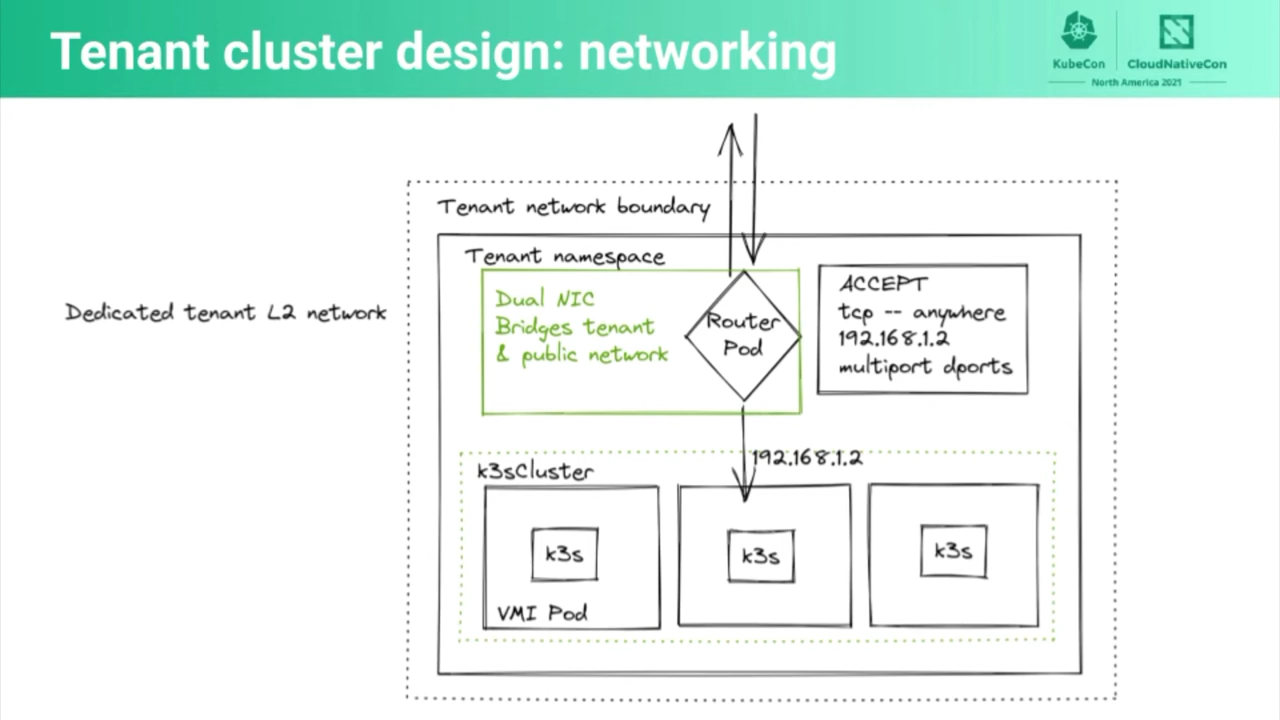 Tenant cluster design: networking
KubeCon
CloudNativeCon
North America 2021
Tenant network boundary
Tenant namespace
Dual NIC
Bridges tenant
& public network
Router
Pod
ACCEPT
tcp -- anywhere
192.168.1.2
multiport dports
Dedicated tenant L2 network
192.168.1.2
k3sCluster
k3s
VMI Pod
k3s
k3s